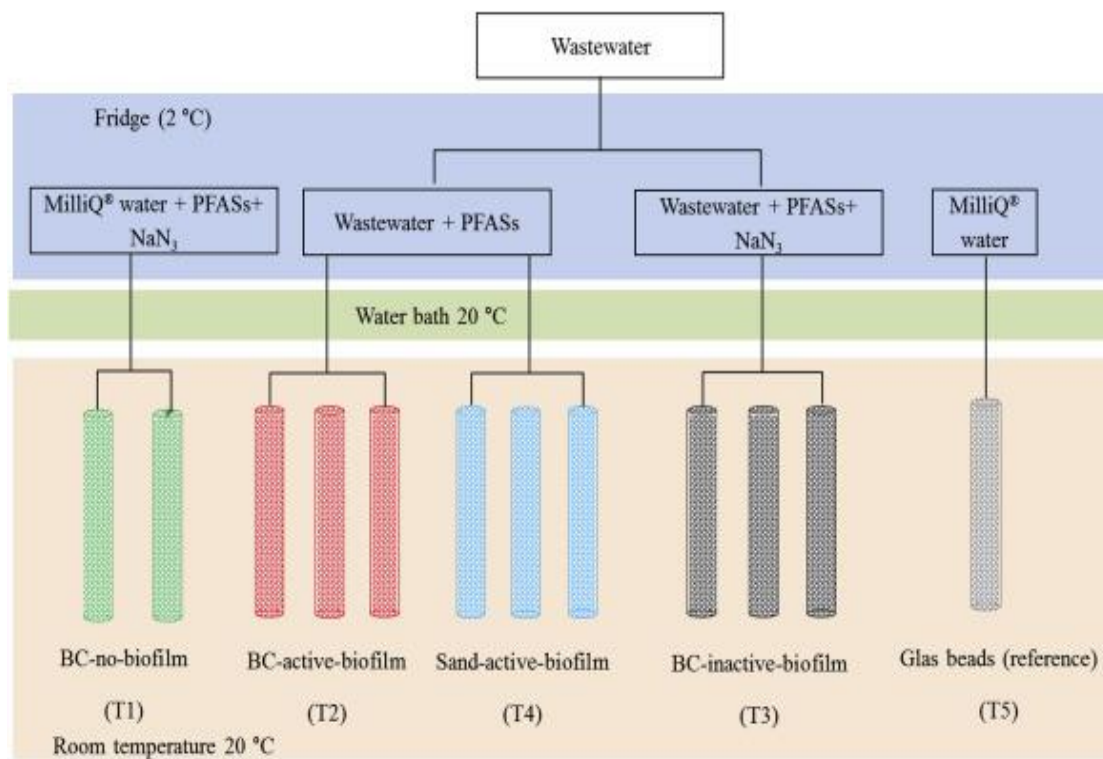 Wastewater
Fridge (2 °C)
MilliQ® water + PFASs+
NaN₃
Wastewater + PFASs
Wastewater + PFASs+
NaN₃
MilliQ®
water
Water bath 20 °C
BC-no-biofilm
(T1)
BC-active-biofilm
(T2)
Sand-active-biofilm
(T4)
BC-inactive-biofilm
(T3)
Glas beads (reference)
(T5)
Room temperature 20 °C